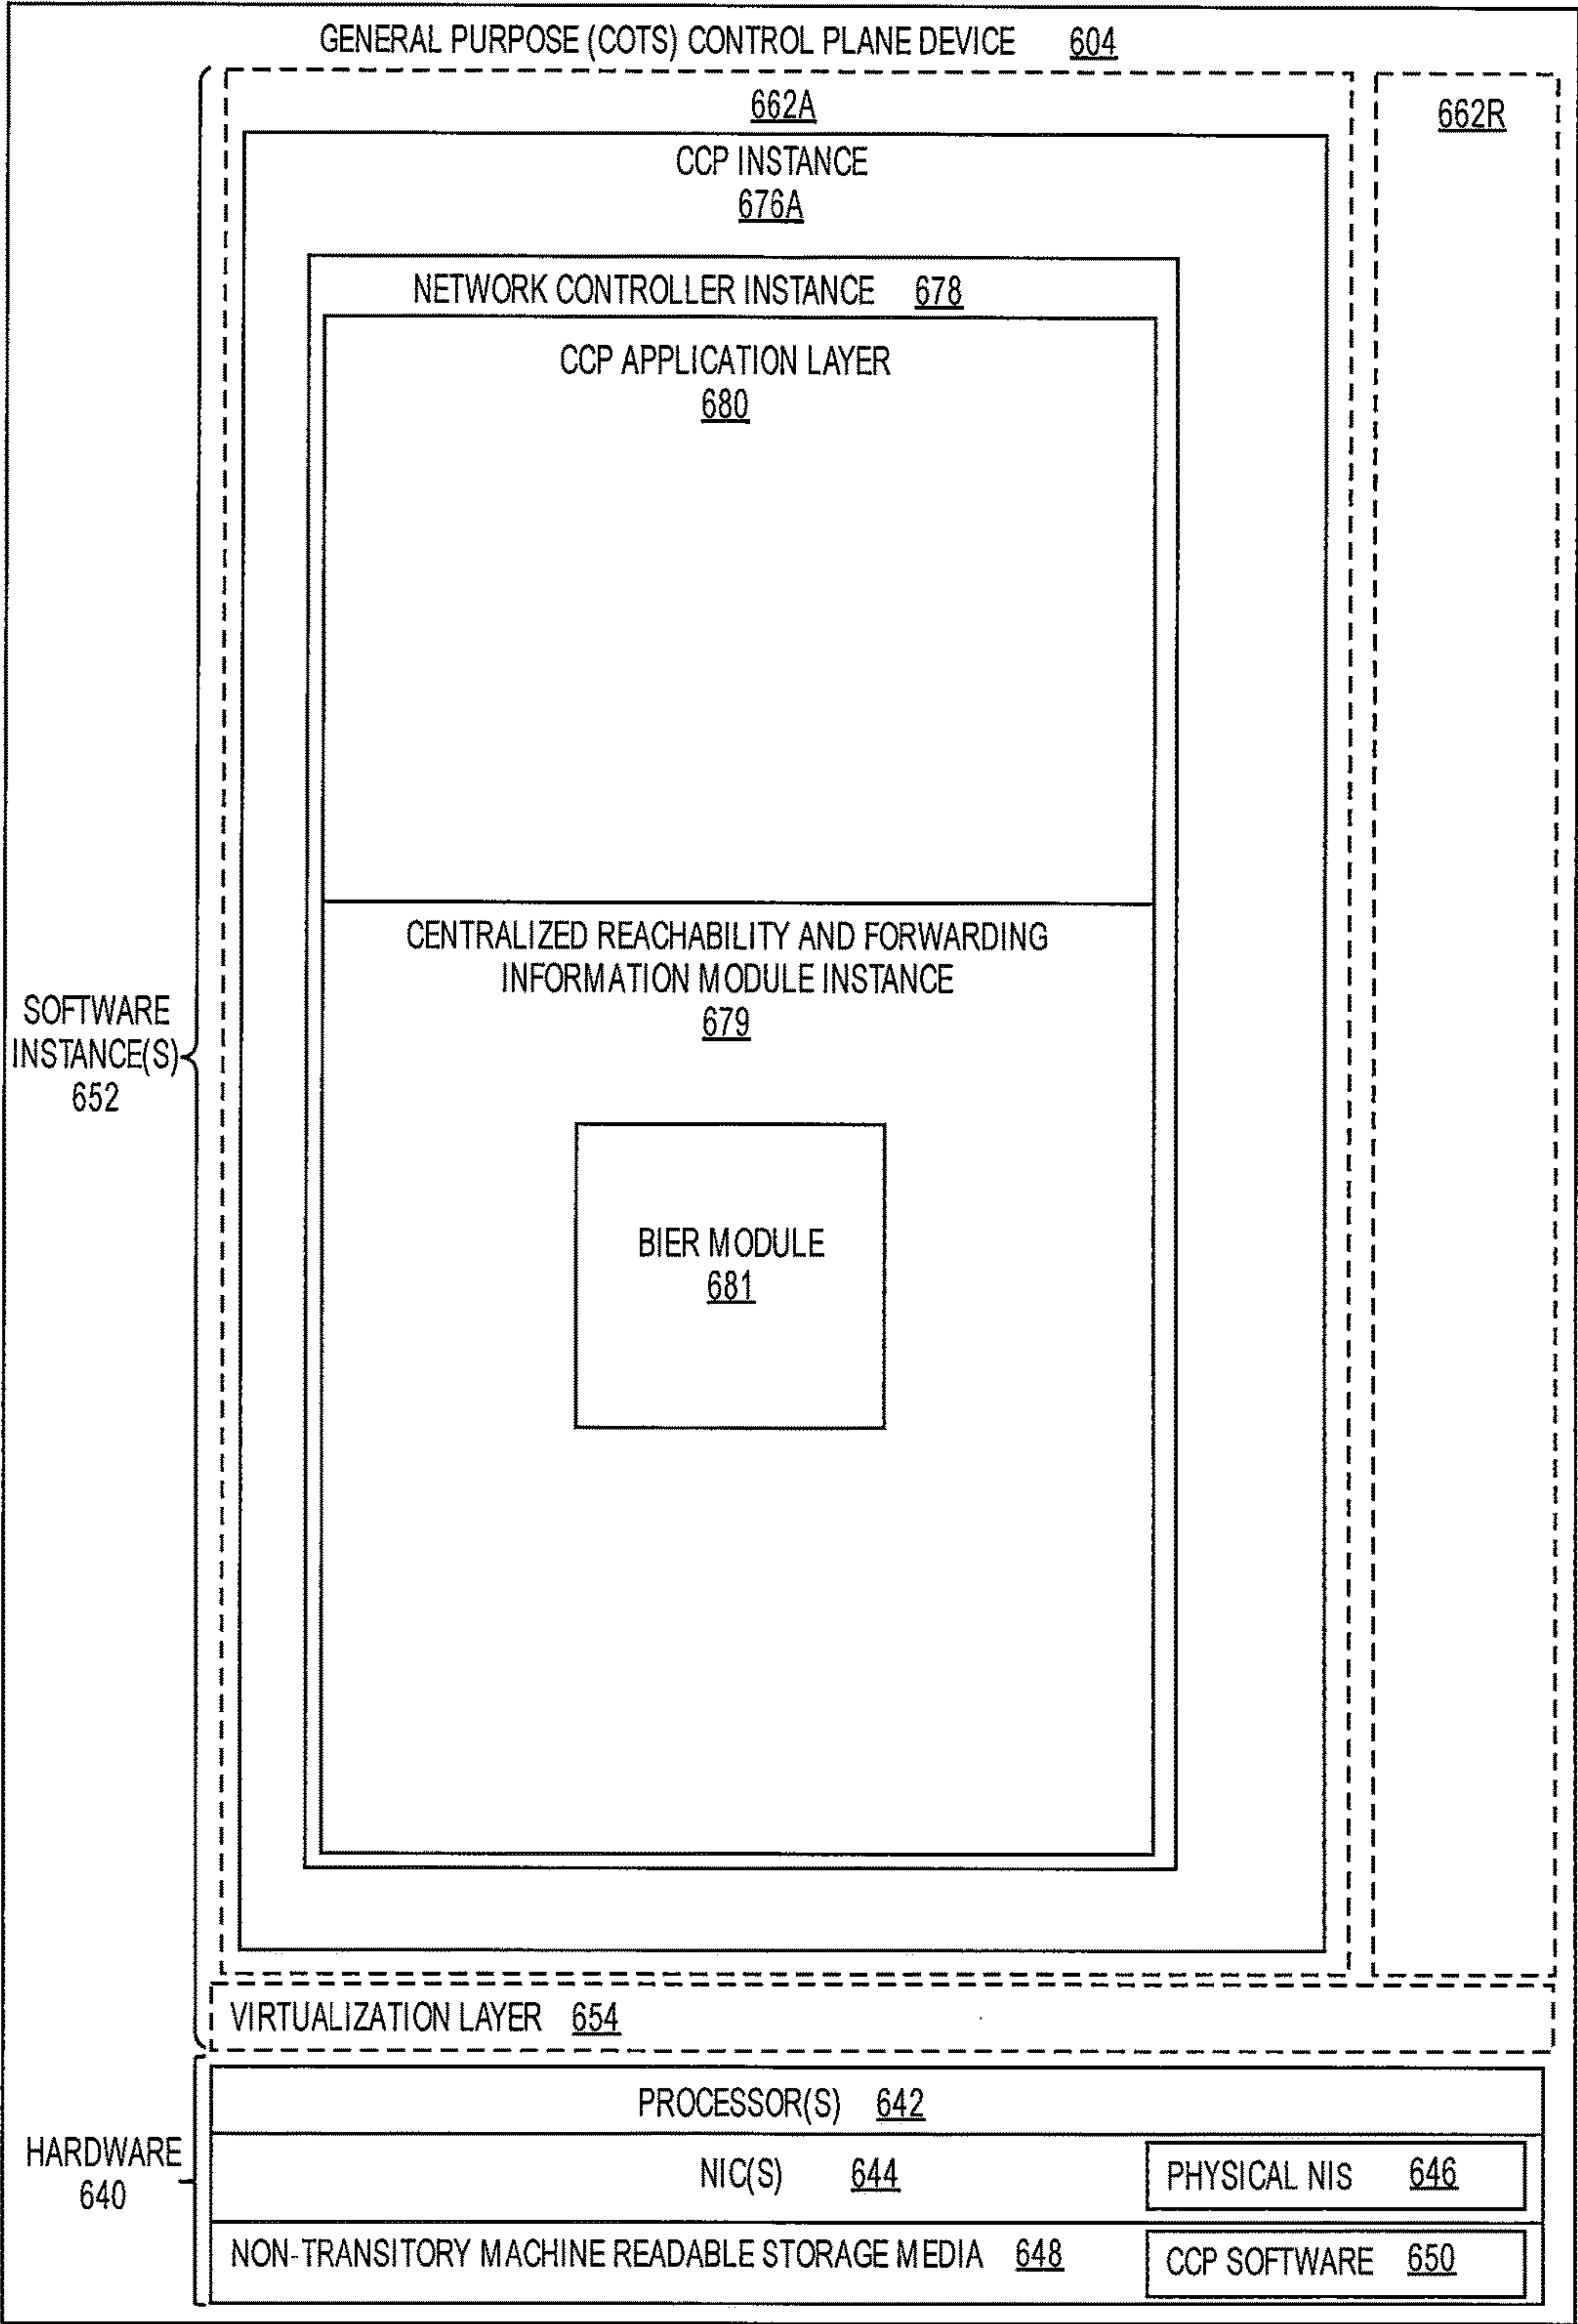 GENERAL PURPOSE (COTS) CONTROL PLANE DEVICE 604
662A
662R
CCP INSTANCE
676A
NETWORK CONTROLLER INSTANCE 678
CCP APPLICATION LAYER
680
CENTRALIZED REACHABILITY AND FORWARDING
INFORMATION MODULE INSTANCE
679
SOFTWARE
INSTANCE(S)
652
BIER MODULE
681
VIRTUALIZATION LAYER 654
HARDWARE
640
PROCESSOR(S) 642
NIC(S) 644
PHYSICAL NIS 646
NON-TRANSITORY MACHINE READABLE STORAGE MEDIA 648
CCP SOFTWARE 650